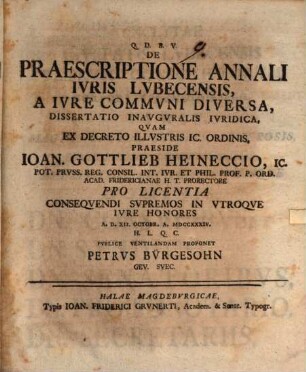 Q. D. B. V.
DE
PRAESCRIPTIONE ANNALI
IVRIS LVBECENSIS,
A IVRE COMMVNI DIVERSA,
DISSERTATIO INAVGVRALIS IVRIDICA,
QVAM
EX DECRETO ILLVSTRIS IC. ORDINIS,
PRAESIDE
IOAN. GOTTLIEB HEINECCIO, IC.
POT. PRVSS. REG. CONSIL. INT. IVR. ET PHIL. PROF. P. ORD.
ACAD. FRIDERICIANAE H. T. PRORECTORE
PRO LICENTIA
CONSEQVENDI SVPREMOS IN VTROQVE
IVRE HONORES
A. D. XII. OCTOBR. A. MDCCXXXIV.
H. L. Q. C.
PVBLICE VENTILANDAM PROPONET
PETRVS BVRGESOHN
GEV. SVEC.
HALAE MAGDEBVRGICAE,
Typis IOAN. FRIDERICI GRVNERTI, Academ. & Senat. Typogr.